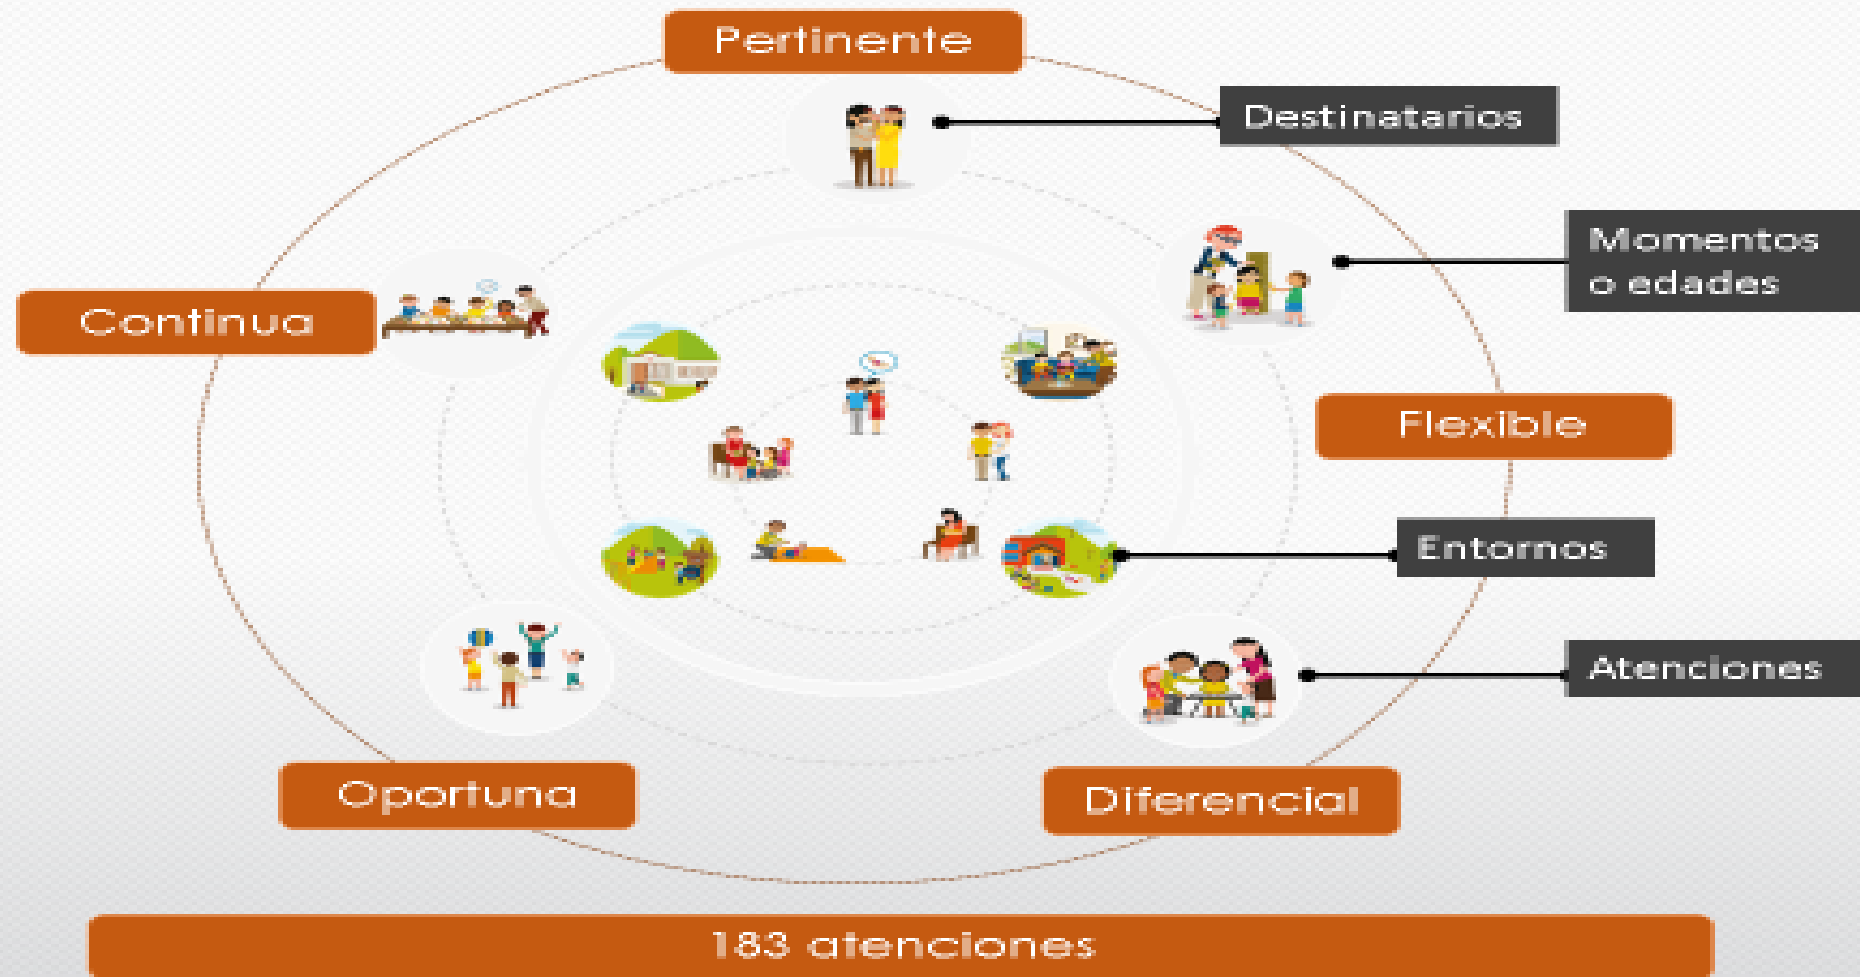 Pertinente
Destinatarios
Momentos
o edades
Continua
Flexible
Entornos
Atenciones
Oportuna
Diferencial
183 atenciones